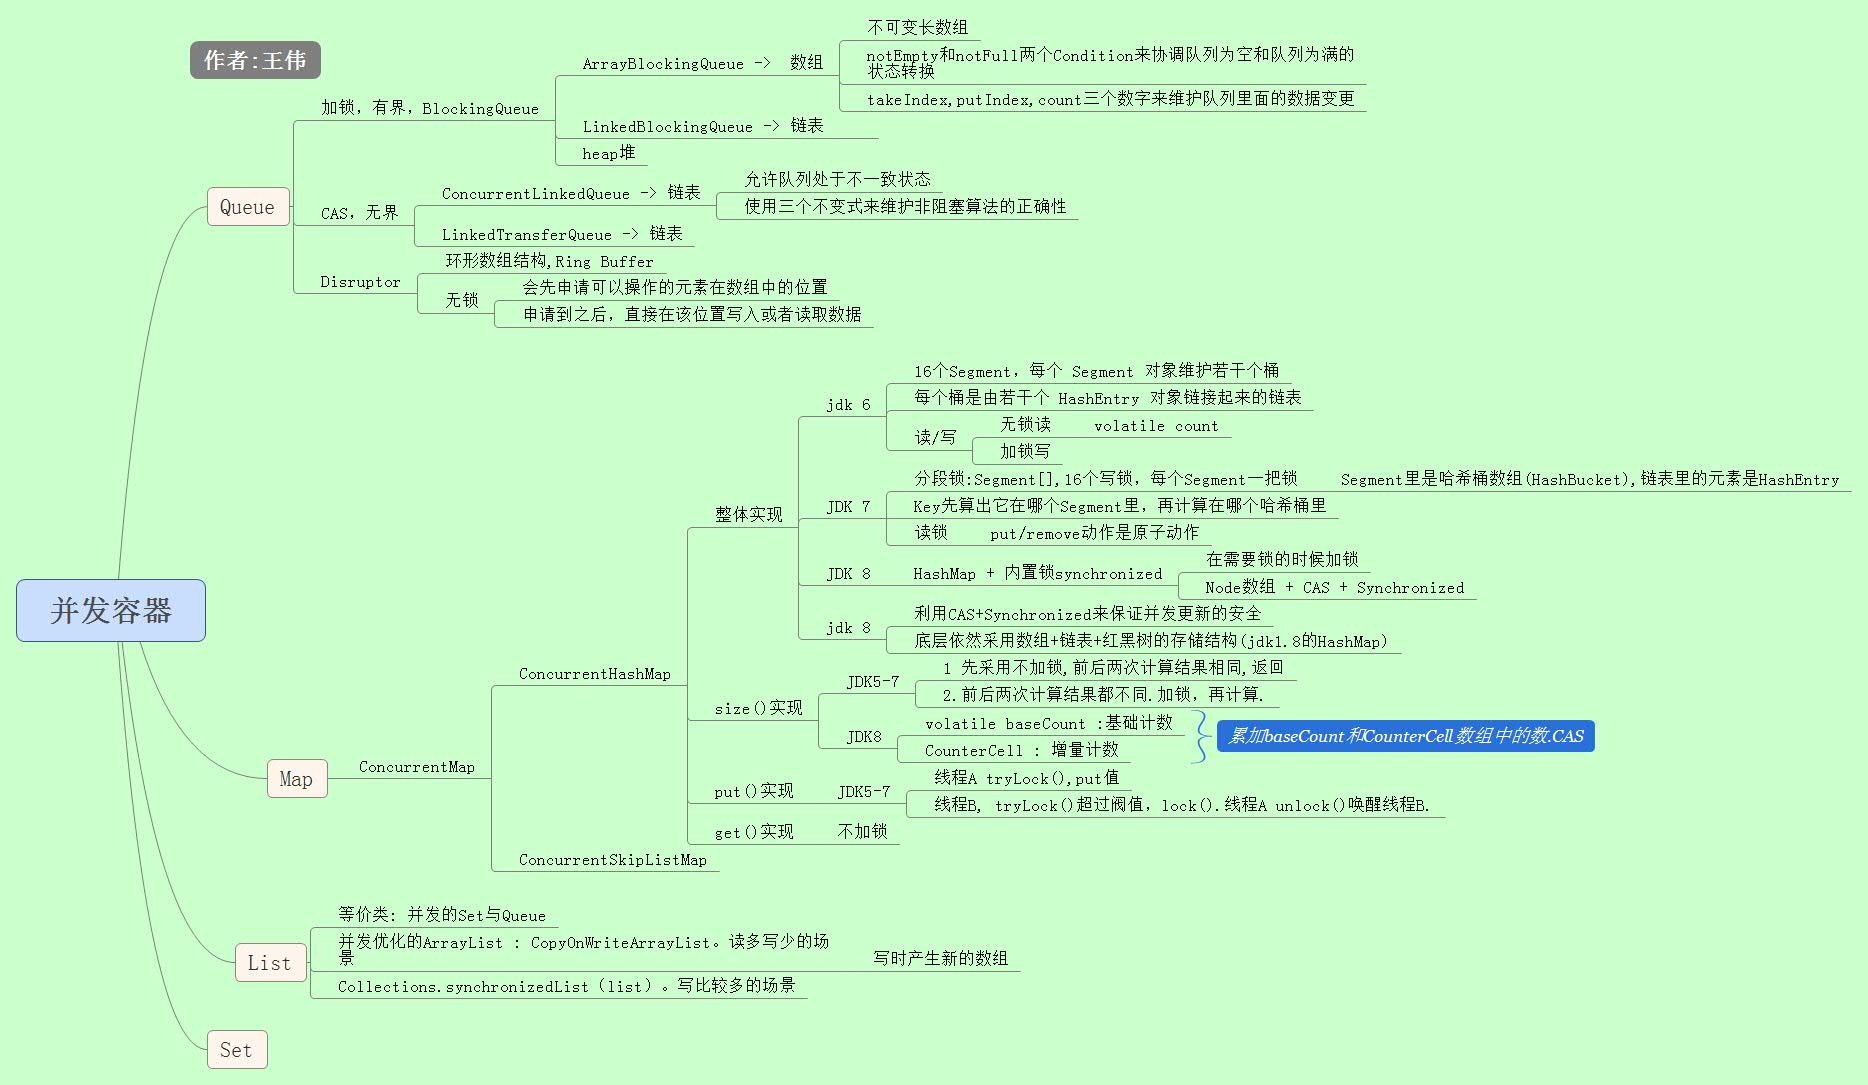 作者:王伟
并发容器
Queue
加锁，有界，BlockingQueue
ArrayBlockingQueue -> 数组
不可变长数组
notEmpty和notFull两个Condition来协调队列为空和队列为满的
状态转换
takeIndex,putIndex,count三个数字来维护队列里面的数据变更
LinkedBlockingQueue -> 链表
heap堆
CAS，无界
ConcurrentLinkedQueue -> 链表
允许队列处于不一致状态
使用三个不变式来维护非阻塞算法的正确性
LinkedTransferQueue -> 链表
Disruptor
环形数组结构,Ring Buffer
无锁
会先申请可以操作的元素在数组中的位置
申请到之后，直接在该位置写入或者读取数据
Map
ConcurrentMap
ConcurrentHashMap
整体实现
jdk 6
16个Segment，每个 Segment 对象维护若干个桶
每个桶是由若干个 HashEntry 对象链接起来的链表
读/写
无锁读
volatile count
加锁写
JDK 7
分段锁:Segment[],16个写锁，每个Segment一把锁
Segment里是哈希桶数组(HashBucket),链表里的元素是HashEntry
Key先算出它在哪个Segment里，再计算在哪个哈希桶里
读锁
put/remove动作是原子动作
JDK 8
HashMap + 内置锁synchronized
在需要锁的时候加锁
Node数组 + CAS + Synchronized
jdk 8
利用CAS+Synchronized来保证并发更新的安全
底层依然采用数组+链表+红黑树的存储结构(jdk1.8的HashMap)
size()实现
JDK5-7
1 先采用不加锁,前后两次计算结果相同,返回
2.前后两次计算结果都不同.加锁，再计算.
JDK8
volatile baseCount :基础计数
CounterCell : 增量计数
累加baseCount和CounterCell数组中的数.CAS
put()实现
JDK5-7
线程A tryLock(),put值
线程B, tryLock()超过阀值，lock().线程A unlock()唤醒线程B.
get()实现
不加锁
ConcurrentSkipListMap
List
等价类: 并发的Set与Queue
并发优化的ArrayList : CopyOnWriteArrayList。读多写少的场
景
写时产生新的数组
Collections.synchronizedList（list）。写比较多的场景
Set